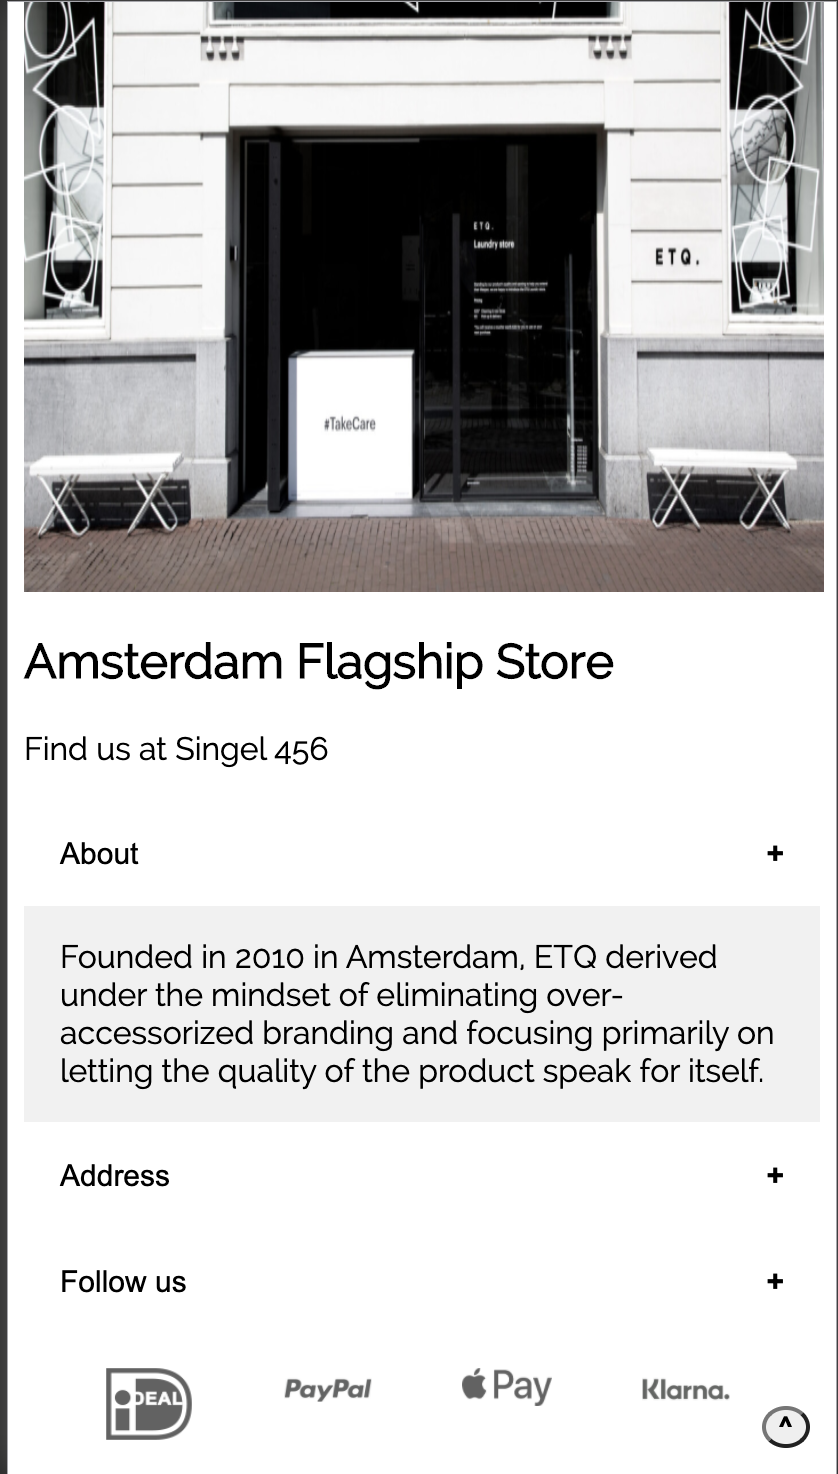 ETQ.
Laundry store
ETQ.
#TakeCare
Amsterdam Flagship Store
Find us at Singel 456
About +
Founded in 2010 in Amsterdam, ETQ derived
under the mindset of eliminating over-
accessorized branding and focusing primarily on
letting the quality of the product speak for itself.
Address +
Follow us +
iDEAL PayPal Pay Klarna.
^